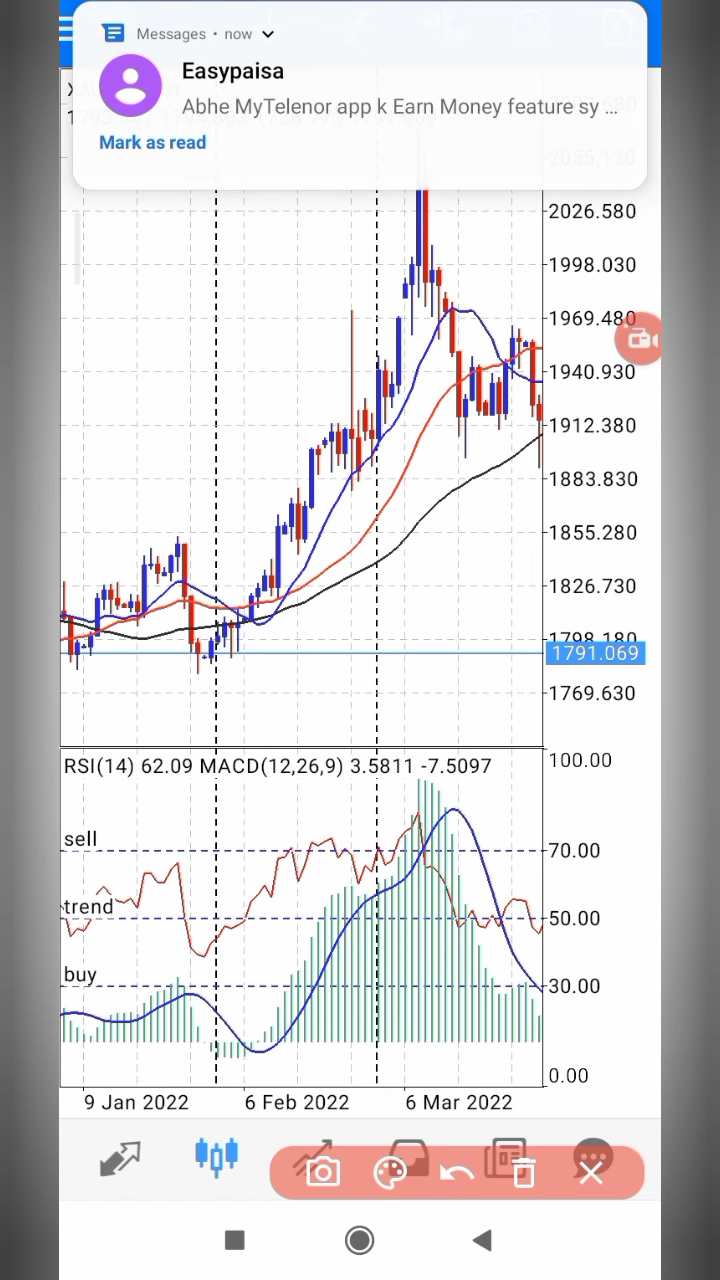 Messages • now
Easypaisa
Abhe MyTelenor app k Earn Money feature sy ...
Mark as read
2055.130
2026.580
1998.030
1969.480
1940.930
1912.380
1883.830
1855.280
1826.730
1798.180
1791.069
1769.630
RSI(14) 62.09 MACD(12,26,9) 3.5811 -7.5097
100.00
sell
70.00
trend
50.00
buy
30.00
0.00
9 Jan 2022
6 Feb 2022
6 Mar 2022